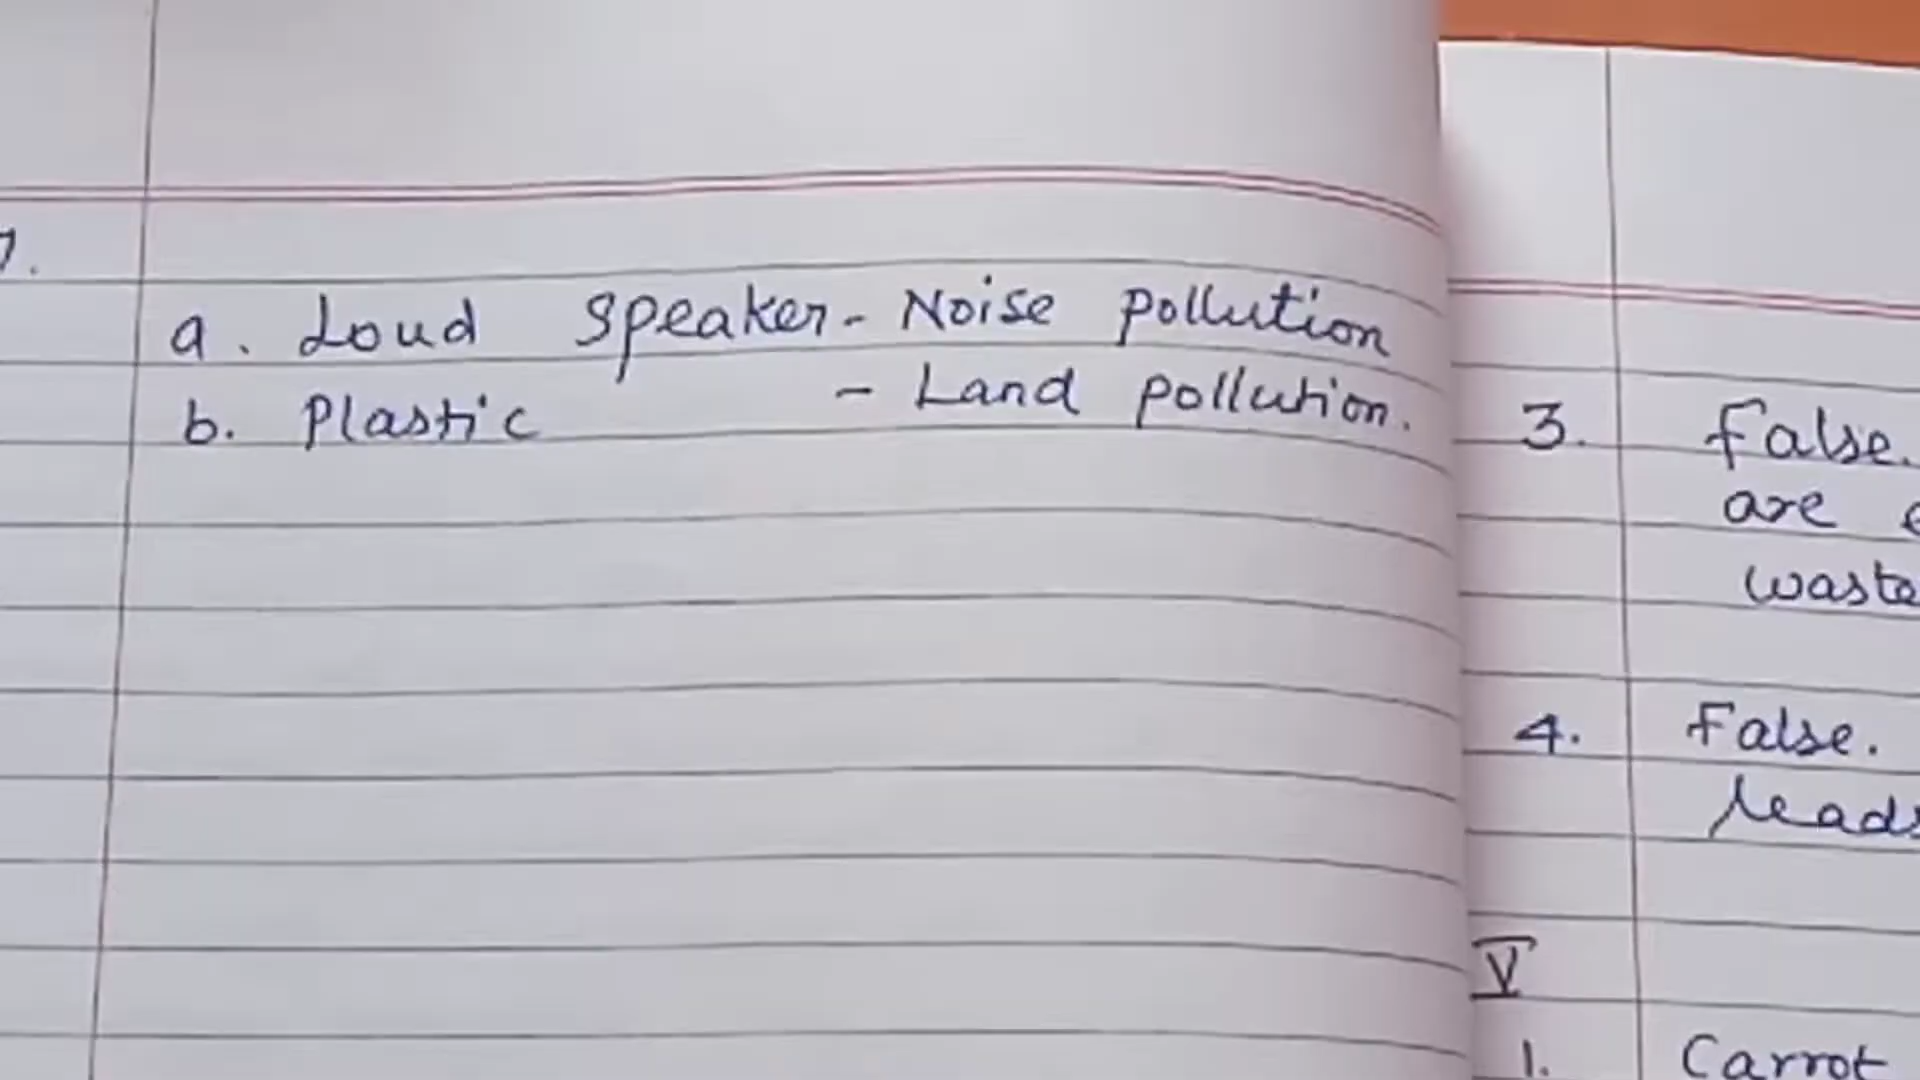 7.
a. Loud speaker - Noise pollution
b. Plastic - Land pollution.
3. False.
are
waste
4. False.
leads
V
1. Carrot